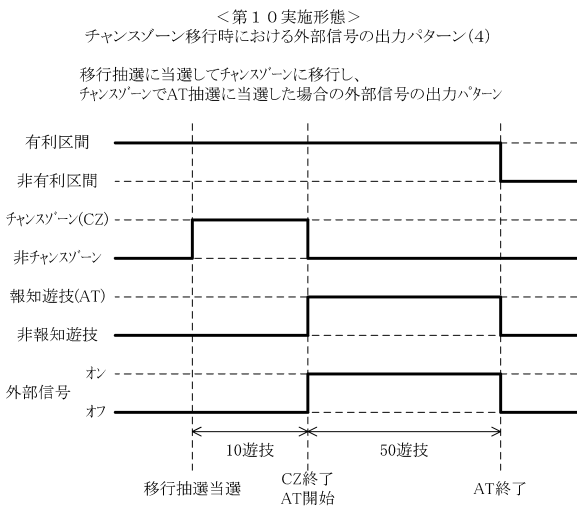 ＜第１０実施形態＞
チャンスゾーン移行時における外部信号の出力パターン(4)
移行抽選に当選してチャンスゾーンに移行し、
チャンスゾーンでAT抽選に当選した場合の外部信号の出力パターン
有利区間
非有利区間
チャンスゾーン(CZ)
非チャンスゾーン
報知遊技(AT)
非報知遊技
オン
外部信号
オフ
10遊技
50遊技
移行抽選当選
CZ終了
AT開始
AT終了